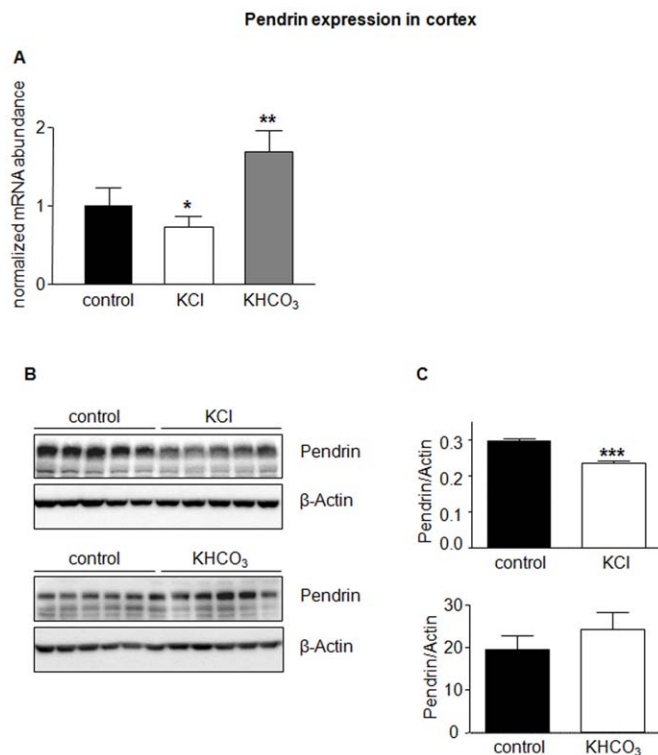 Pendrin expression in cortex
A
normalized mRNA abundance
2
1
0
**
*
control KCl KHCO₃
B
control KCl
Pendrin
β-Actin
control KHCO₃
Pendrin
β-Actin
C
Pendrin/Actin
0.3
0.2
0.1
0.0
***
control KCl
Pendrin/Actin
30
20
10
0
control KHCO₃